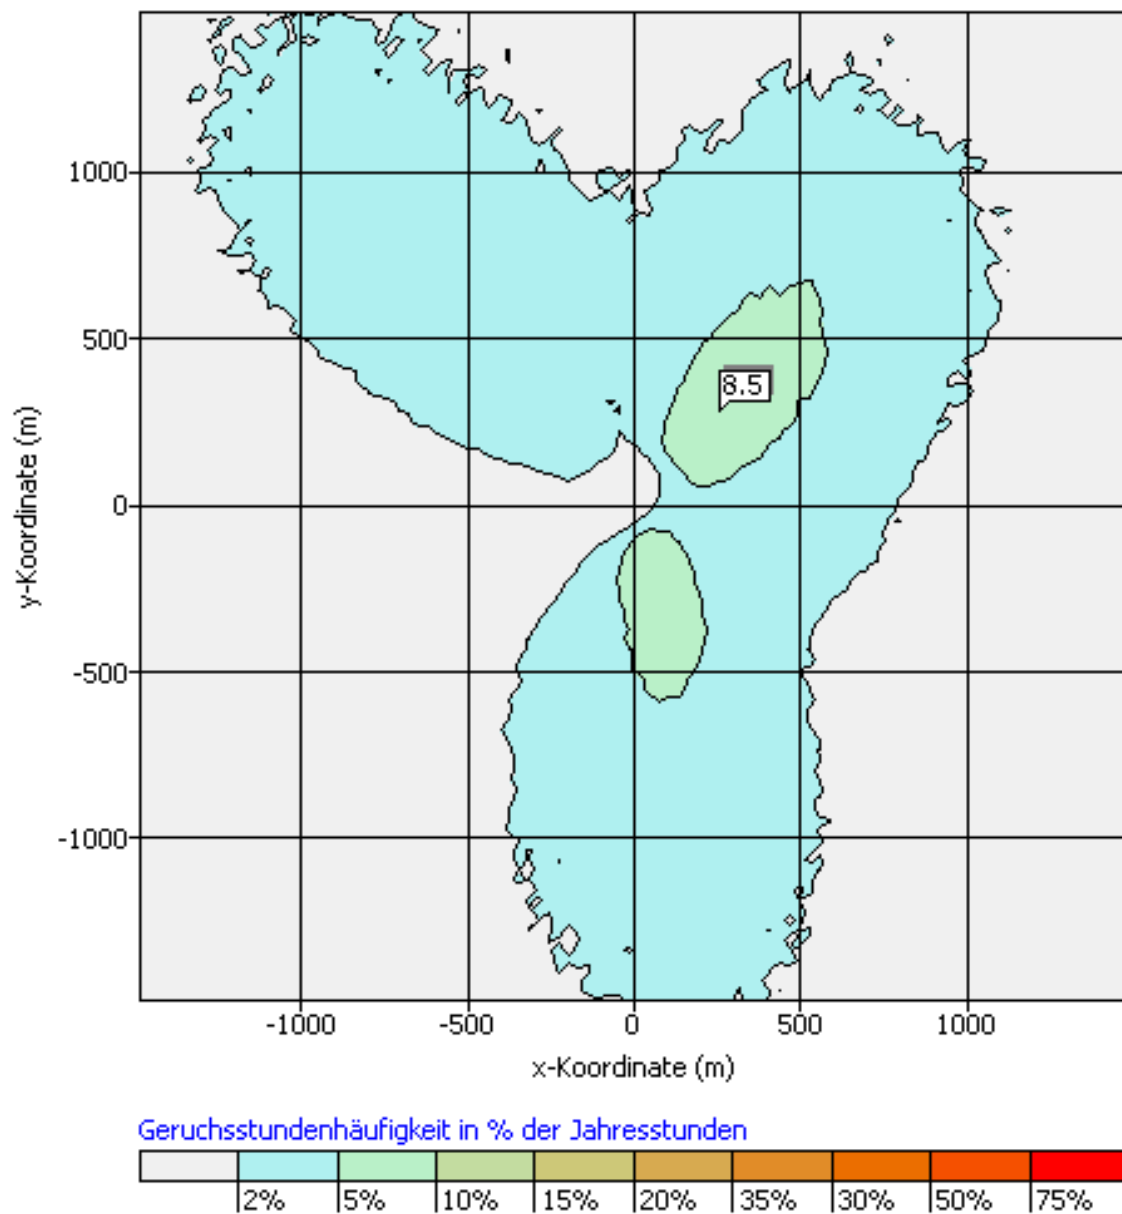 1000
500
0
-500
-1000
y-Koordinate (m)
8.5
-1000 -500 0 500 1000
x-Koordinate (m)
Geruchsstundenhäufigkeit in % der Jahresstunden
2% 5% 10% 15% 20% 35% 30% 50% 75%